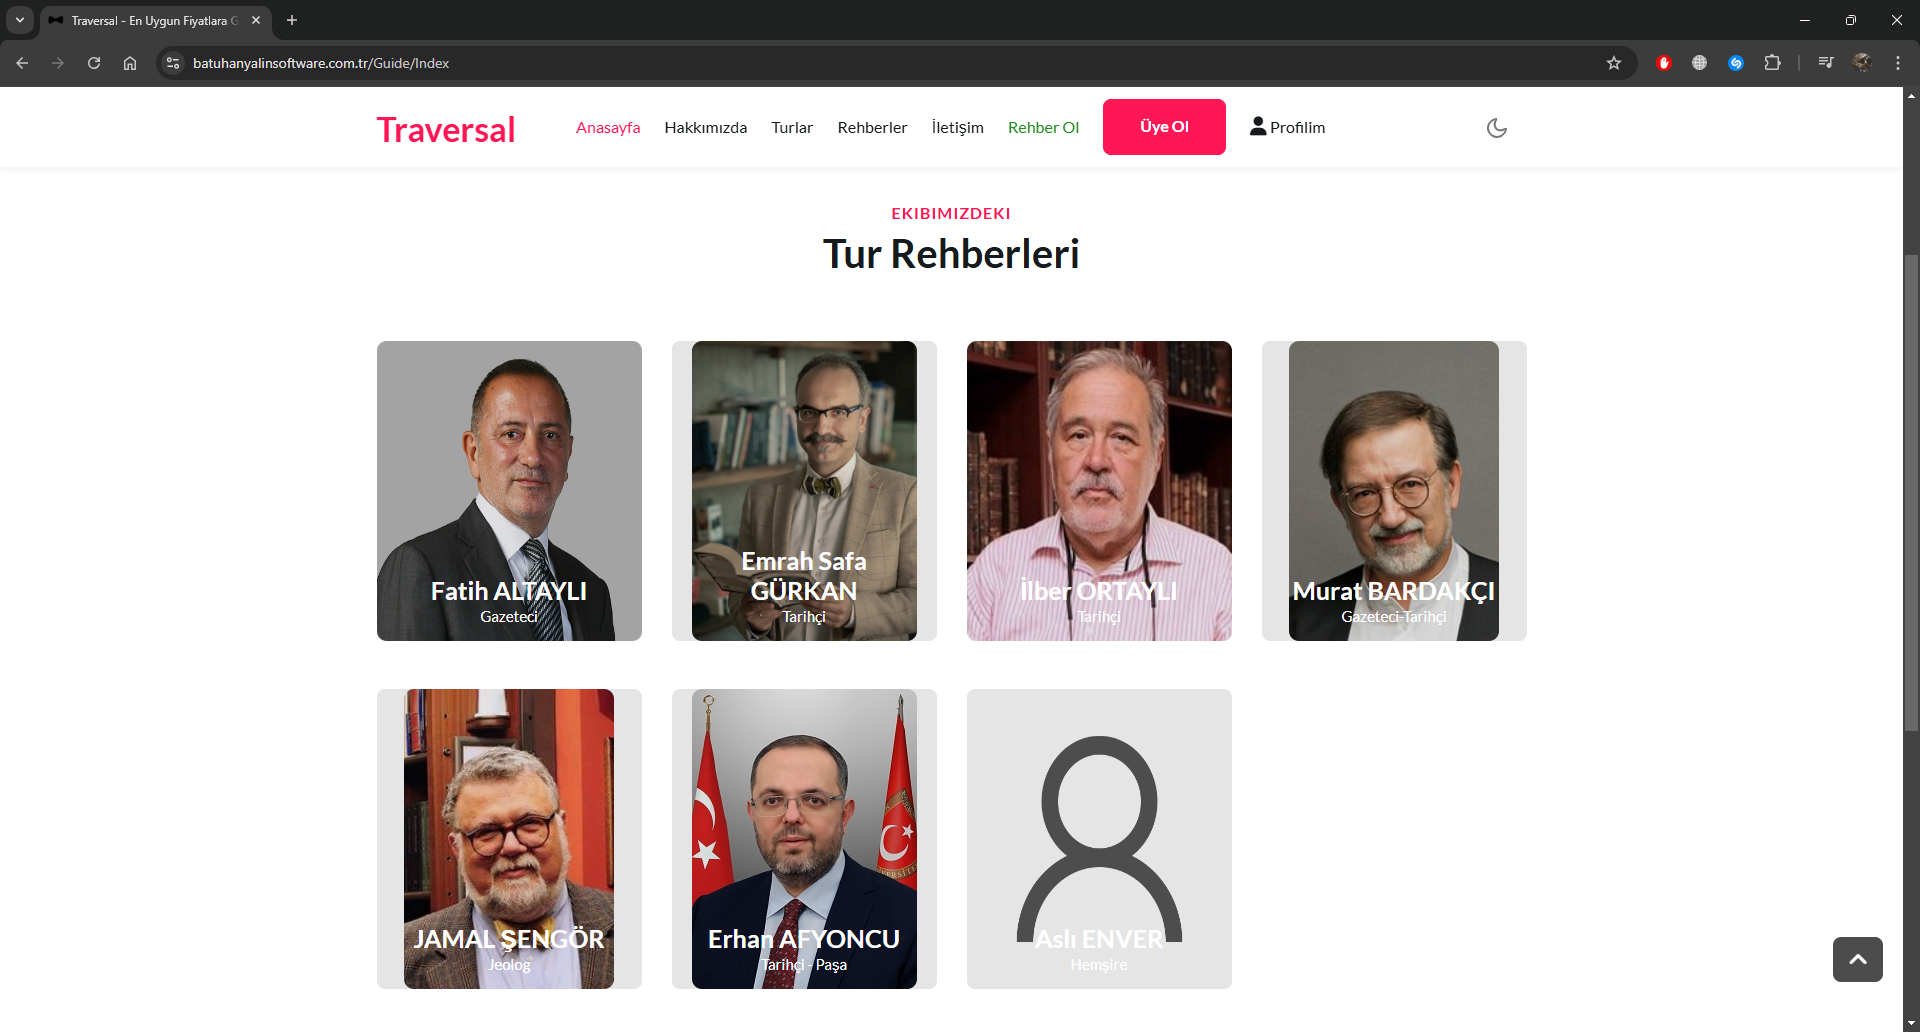 Traversal - En Uygun Fiyatlara G
batuhanyalinsoftware.com.tr/Guide/Index
Traversal
Anasayfa
Hakkımızda
Turlar
Rehberler
İletişim
Rehber Ol
Üye Ol
Profilim
EKIBIMIZDEKI
Tur Rehberleri
Fatih ALTAYLI
Gazeteci
Emrah Safa
GÜRKAN
Tarihçi
İlber ORTAYLI
Tarihçi
Murat BARDAKÇI
Gazeteci-Tarihçi
JAMAL ŞENGÖR
Jeolog
Erhan AFYONCU
Tarihçi - Paşa
Aslı ENVER
Hemşire